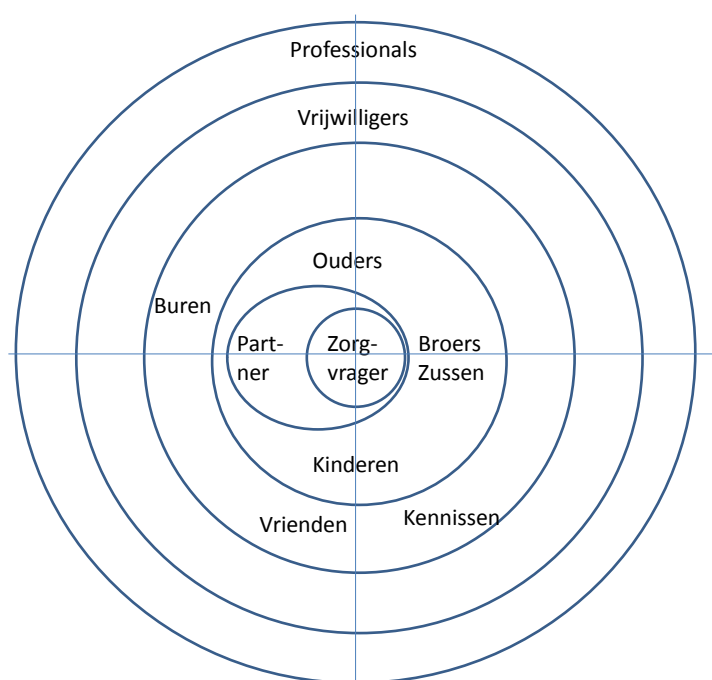 Professionals
Vrijwilligers
Ouders
Buren
Part-
ner
Zorg-
vrager
Broers
Zussen
Kinderen
Vrienden
Kennissen